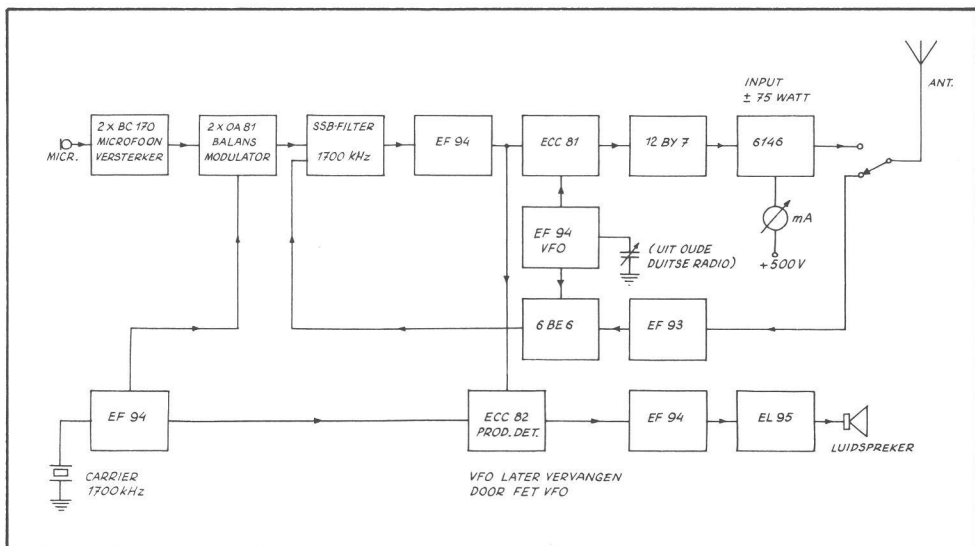 INPUT
± 75 WATT
ANT.
2 x BC 170
MICROFOON
VERSTERKER
2 x OA 81
BALANS
MODULATOR
SSB-FILTER
1700 kHz
EF 94
ECC 81
12 BY 7
6146
MICR.
mA
+500V
EF 94
VFO
(UIT OUDE
DUITSE RADIO)
6 BE 6
EF 93
EF 94
ECC 82
PROD. DET.
EF 94
EL 95
LUIDSPREKER
CARRIER
1700 kHz
VFO LATER VERVANGEN
DOOR FET VFO